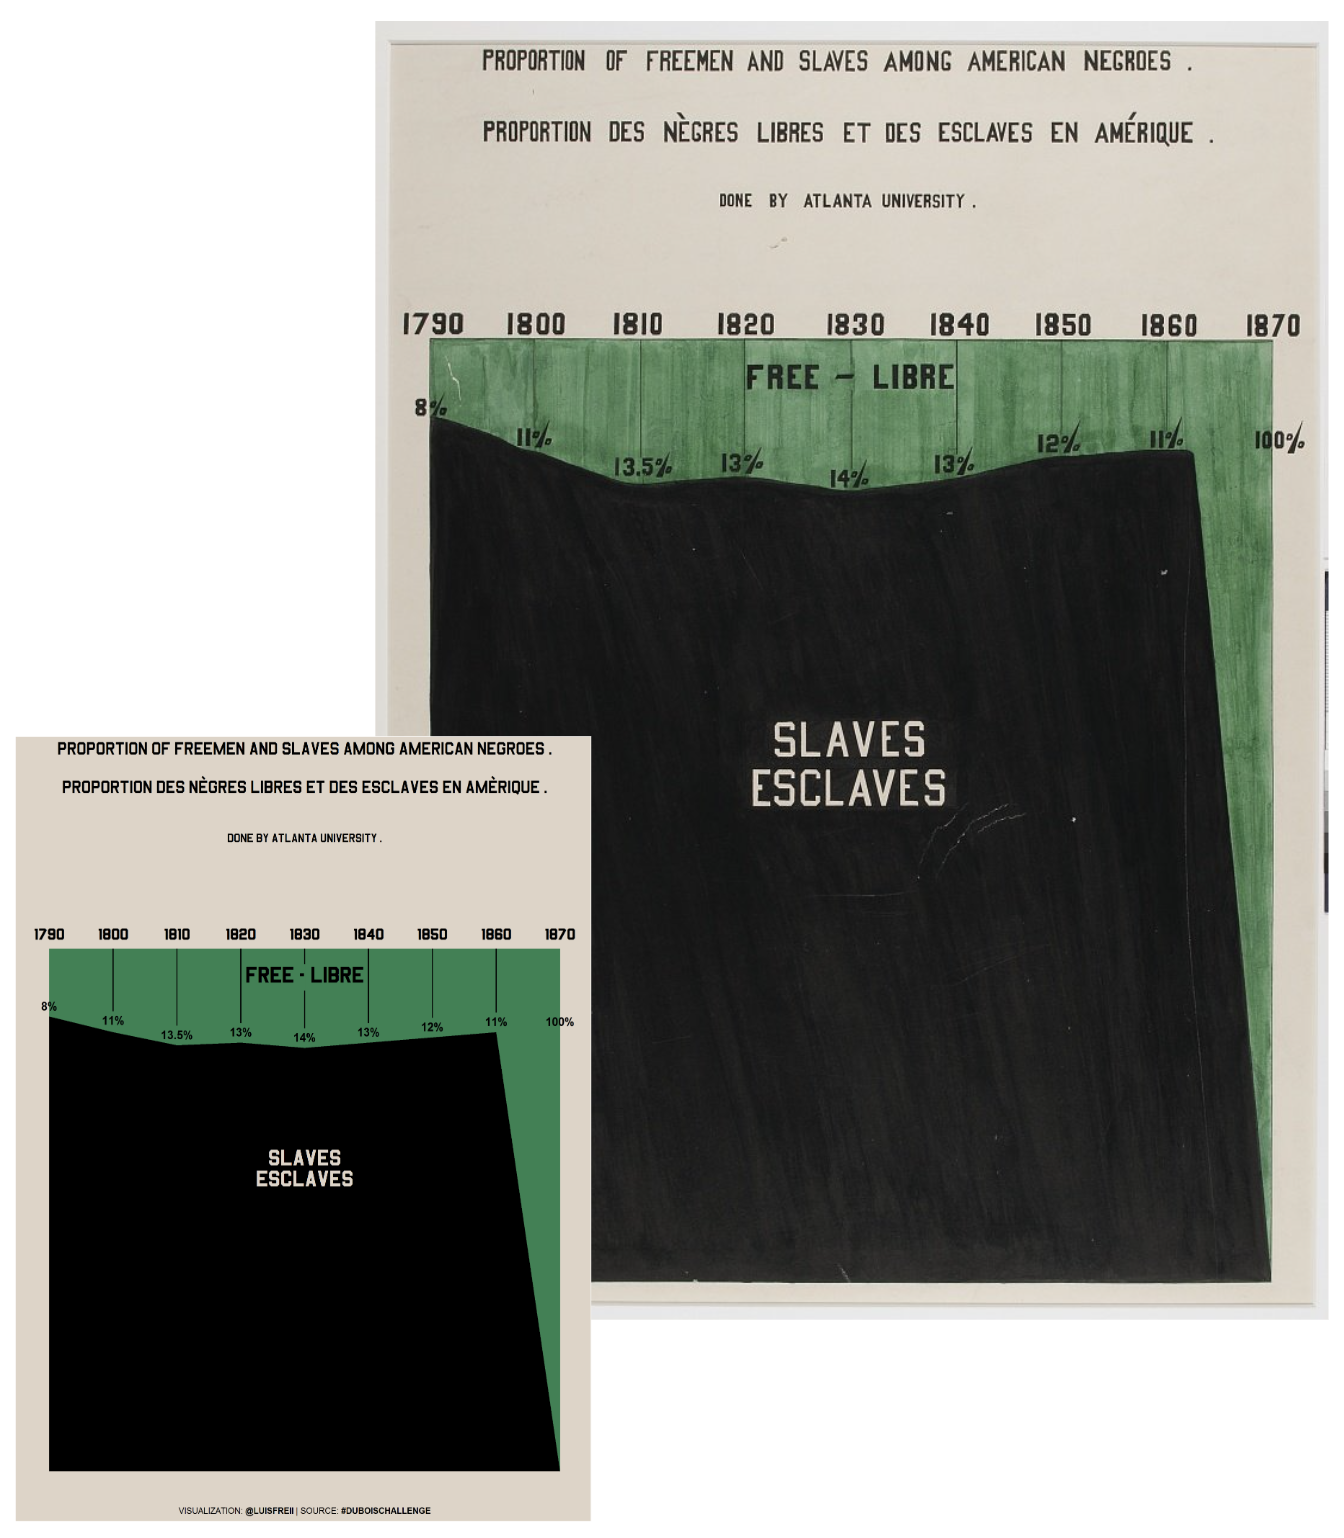 PROPORTION OF FREEMEN AND SLAVES AMONG AMERICAN NEGROES .
PROPORTION DES NÈGRES LIBRES ET DES ESCLAVES EN AMÉRIQUE .
DONE BY ATLANTA UNIVERSITY .
1790 1800 1810 1820 1830 1840 1850 1860 1870
FREE – LIBRE
8% 11% 13.5% 13% 14% 13% 12% 11% 100%
SLAVES
ESCLAVES
PROPORTION OF FREEMEN AND SLAVES AMONG AMERICAN NEGROES .
PROPORTION DES NÈGRES LIBRES ET DES ESCLAVES EN AMÈRIQUE .
DONE BY ATLANTA UNIVERSITY .
1790 1800 1810 1820 1830 1840 1850 1860 1870
FREE - LIBRE
8% 11% 13.5% 13% 14% 13% 12% 11% 100%
SLAVES
ESCLAVES
VISUALIZATION: @LUISFREII | SOURCE: #DUBOISCHALLENGE